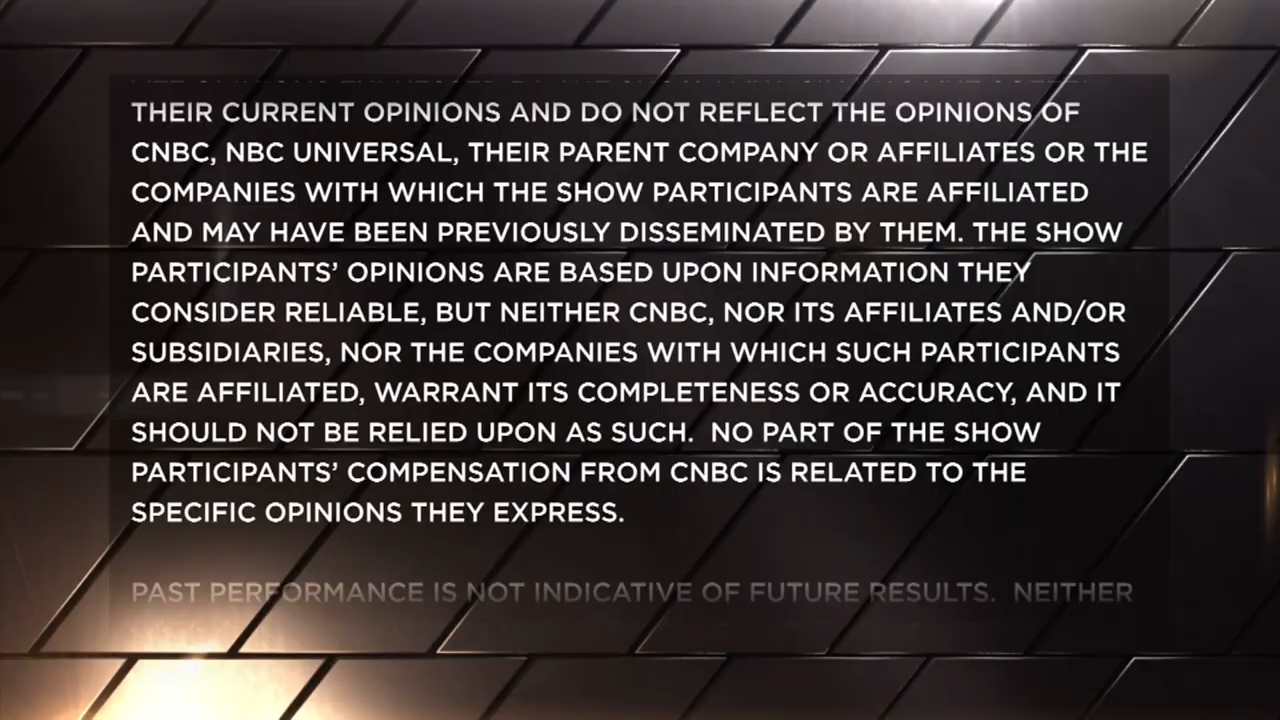 THEIR CURRENT OPINIONS AND DO NOT REFLECT THE OPINIONS OF
CNBC, NBC UNIVERSAL, THEIR PARENT COMPANY OR AFFILIATES OR THE
COMPANIES WITH WHICH THE SHOW PARTICIPANTS ARE AFFILIATED
AND MAY HAVE BEEN PREVIOUSLY DISSEMINATED BY THEM. THE SHOW
PARTICIPANTS’ OPINIONS ARE BASED UPON INFORMATION THEY
CONSIDER RELIABLE, BUT NEITHER CNBC, NOR ITS AFFILIATES AND/OR
SUBSIDIARIES, NOR THE COMPANIES WITH WHICH SUCH PARTICIPANTS
ARE AFFILIATED, WARRANT ITS COMPLETENESS OR ACCURACY, AND IT
SHOULD NOT BE RELIED UPON AS SUCH.  NO PART OF THE SHOW
PARTICIPANTS’ COMPENSATION FROM CNBC IS RELATED TO THE
SPECIFIC OPINIONS THEY EXPRESS.
PAST PERFORMANCE IS NOT INDICATIVE OF FUTURE RESULTS.  NEITHER